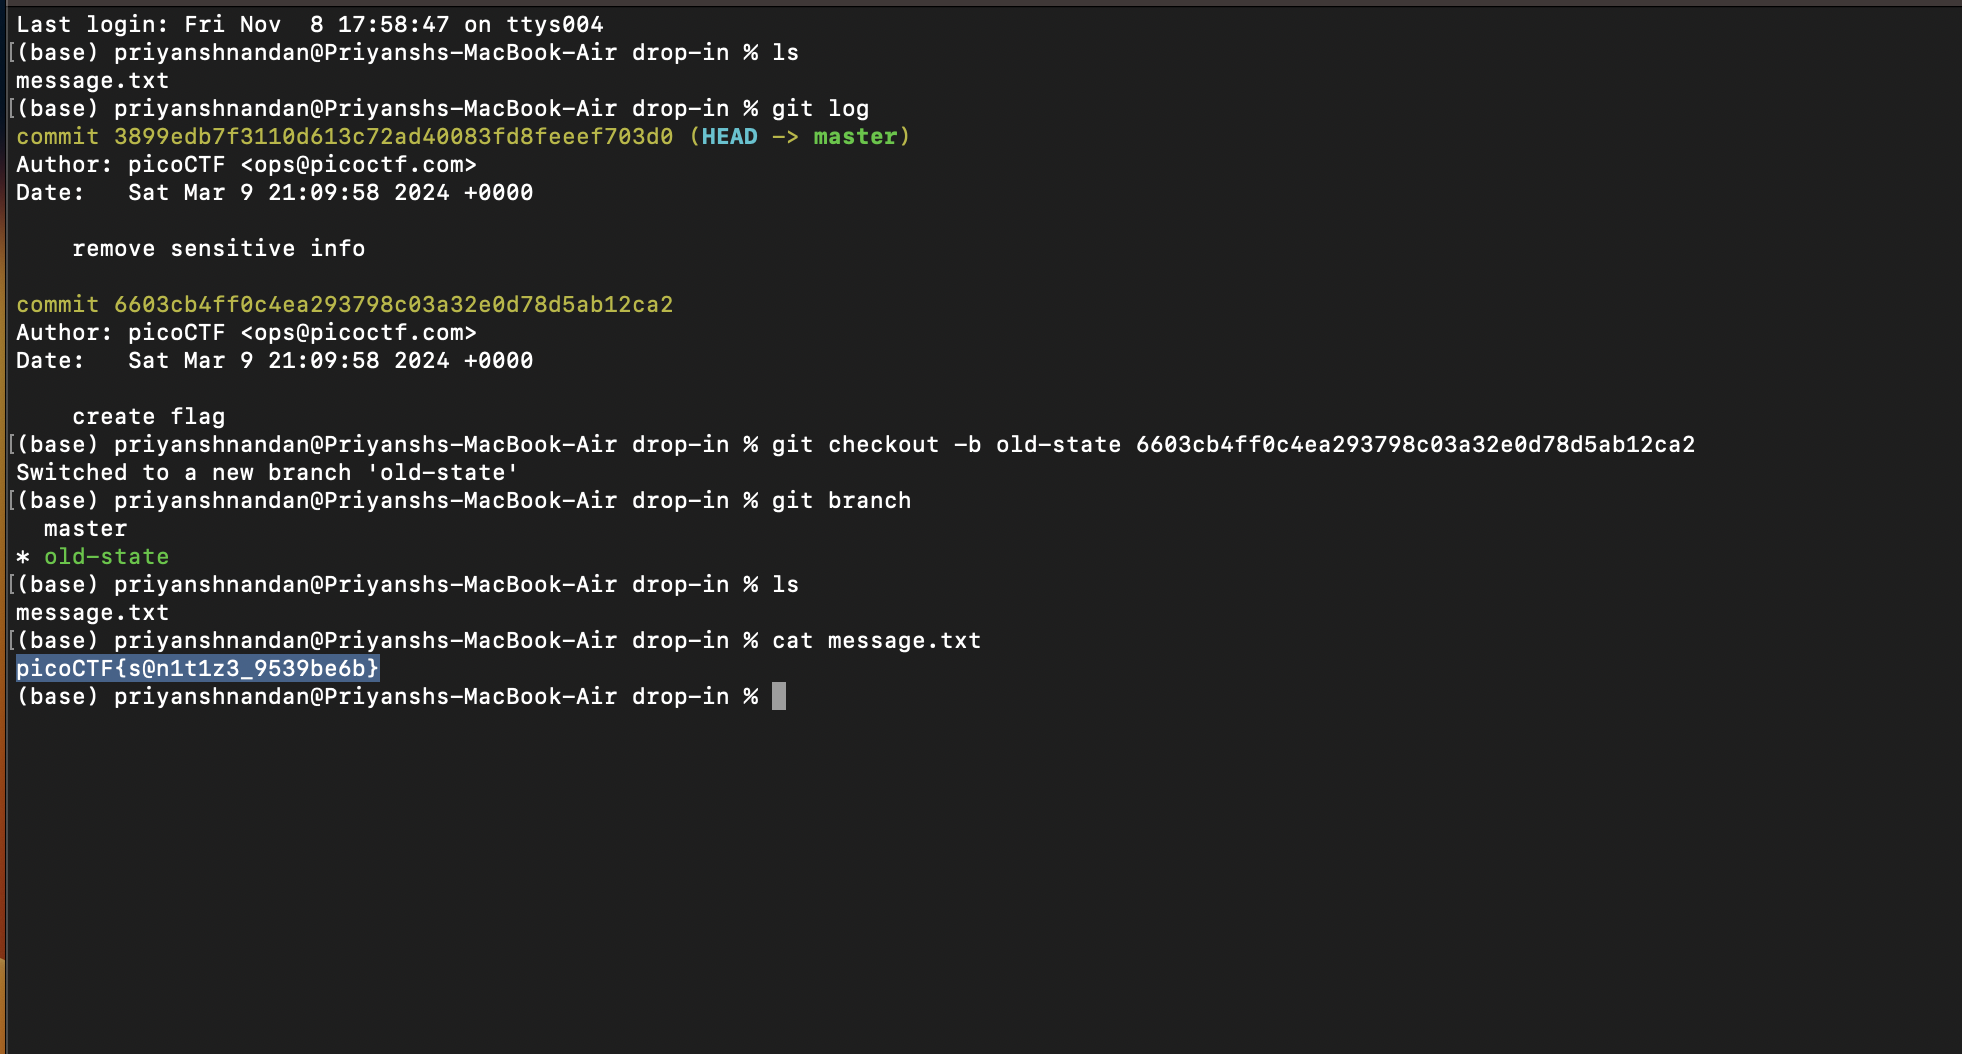 Last login: Fri Nov  8 17:58:47 on ttys004
[(base) priyanshnandan@Priyanshs-MacBook-Air drop-in % ls
message.txt
[(base) priyanshnandan@Priyanshs-MacBook-Air drop-in % git log
commit 3899edb7f3110d613c72ad40083fd8feeef703d0 (HEAD -> master)
Author: picoCTF <ops@picoctf.com>
Date:   Sat Mar 9 21:09:58 2024 +0000
    remove sensitive info
commit 6603cb4ff0c4ea293798c03a32e0d78d5ab12ca2
Author: picoCTF <ops@picoctf.com>
Date:   Sat Mar 9 21:09:58 2024 +0000
    create flag
[(base) priyanshnandan@Priyanshs-MacBook-Air drop-in % git checkout -b old-state 6603cb4ff0c4ea293798c03a32e0d78d5ab12ca2
Switched to a new branch 'old-state'
[(base) priyanshnandan@Priyanshs-MacBook-Air drop-in % git branch
  master
* old-state
[(base) priyanshnandan@Priyanshs-MacBook-Air drop-in % ls
message.txt
[(base) priyanshnandan@Priyanshs-MacBook-Air drop-in % cat message.txt
picoCTF{s@n1t1z3_9539be6b}
(base) priyanshnandan@Priyanshs-MacBook-Air drop-in %